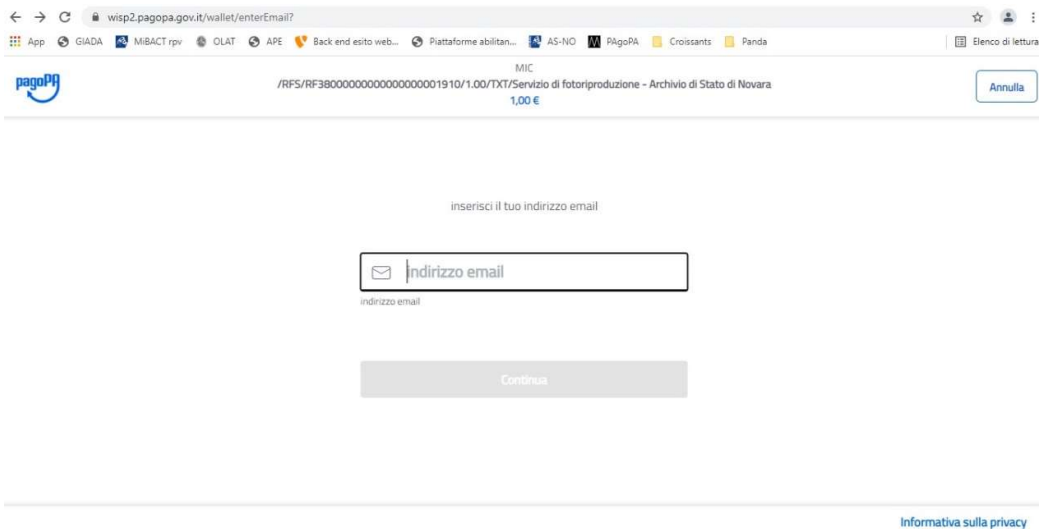 wisp2.pagopa.gov.it/wallet/enterEmail?
App GIADA MiBACT rpv OLAT APE Back end esito web... Piattaforme abilitan... AS-NO PAgoPA Croissants Panda Elenco di lettura
pagoPA
MIC
/RFS/RF38000000000000000001910/1.00/TXT/Servizio di fotoriproduzione - Archivio di Stato di Novara
1,00 €
Annulla
inserisci il tuo indirizzo email
indirizzo email
indirizzo email
Continua
Informativa sulla privacy